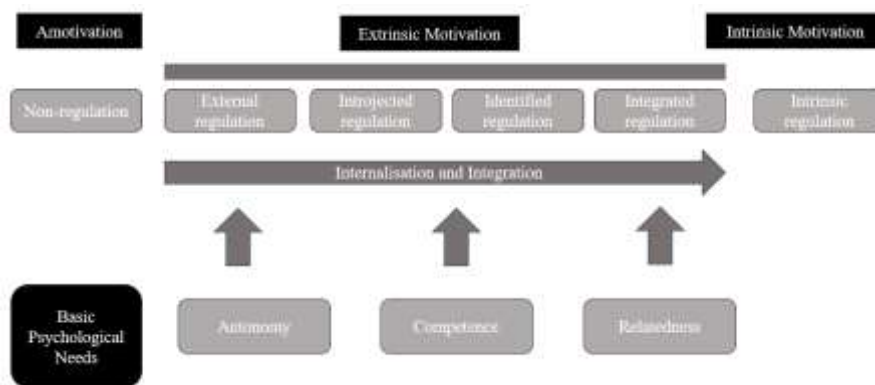 Amotivation
Extrinsic Motivation
Intrinsic Motivation
Non-regulation
External
regulation
Introjected
regulation
Identified
regulation
Integrated
regulation
Intrinsic
regulation
Internalisation and Integration
Basic
Psychological
Needs
Autonomy
Competence
Relatedness